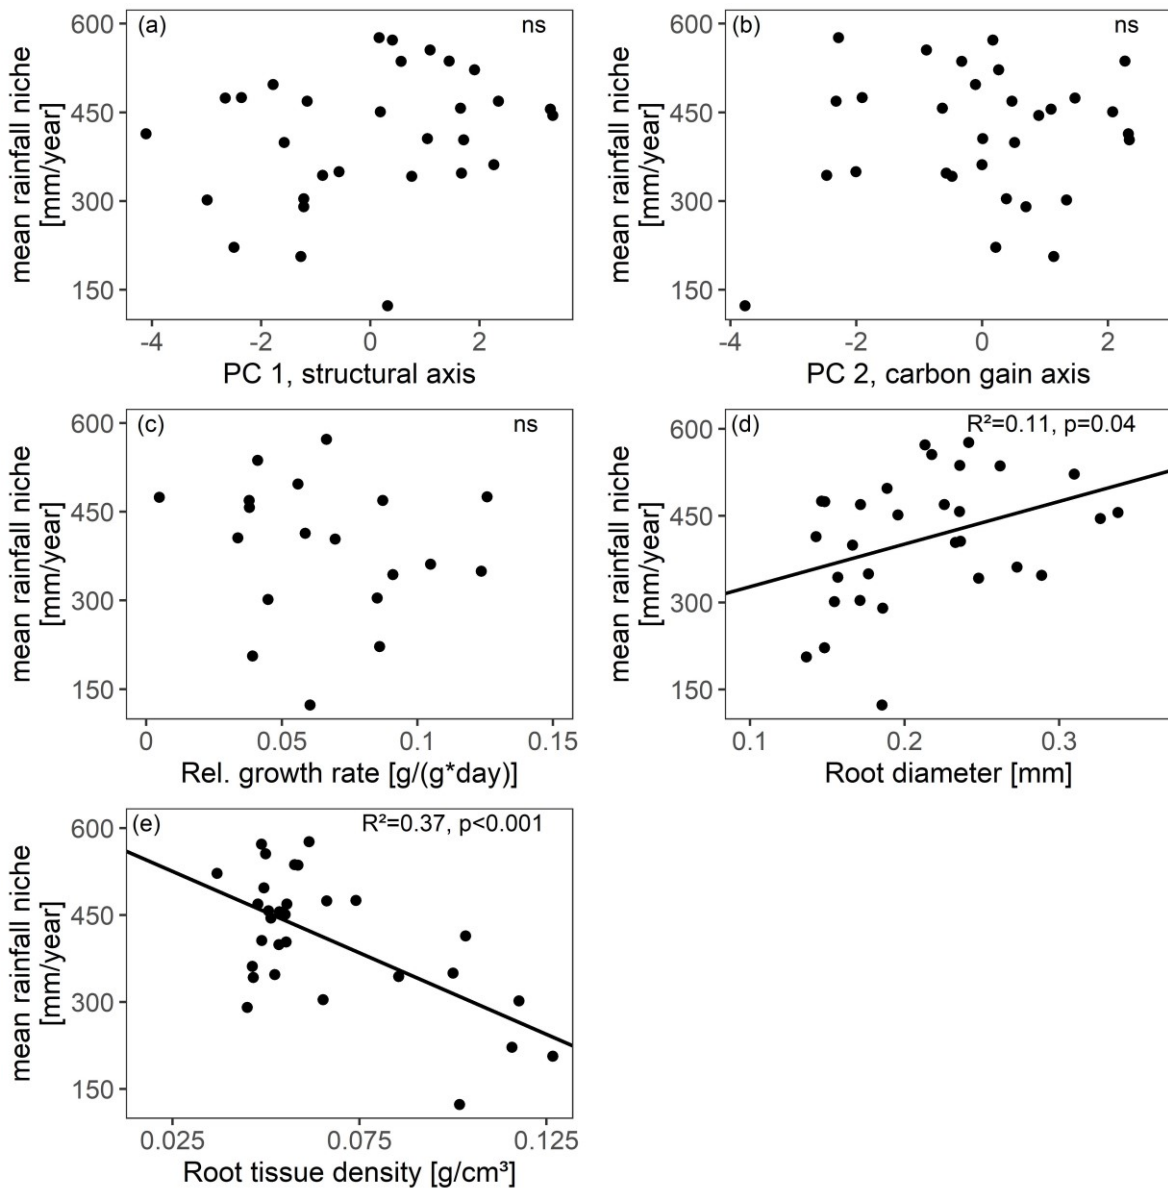 (a)
ns
600
450
300
150
mean rainfall niche
[mm/year]
-4
-2
0
2
PC 1, structural axis
(b)
ns
600
450
300
150
mean rainfall niche
[mm/year]
-4
-2
0
2
PC 2, carbon gain axis
(c)
ns
600
450
300
150
mean rainfall niche
[mm/year]
0
0.05
0.1
0.15
Rel. growth rate [g/(g*day)]
(d)
R²=0.11, p=0.04
600
450
300
150
mean rainfall niche
[mm/year]
0.1
0.2
0.3
Root diameter [mm]
(e)
R²=0.37, p<0.001
600
450
300
150
mean rainfall niche
[mm/year]
0.025
0.075
0.125
Root tissue density [g/cm³]